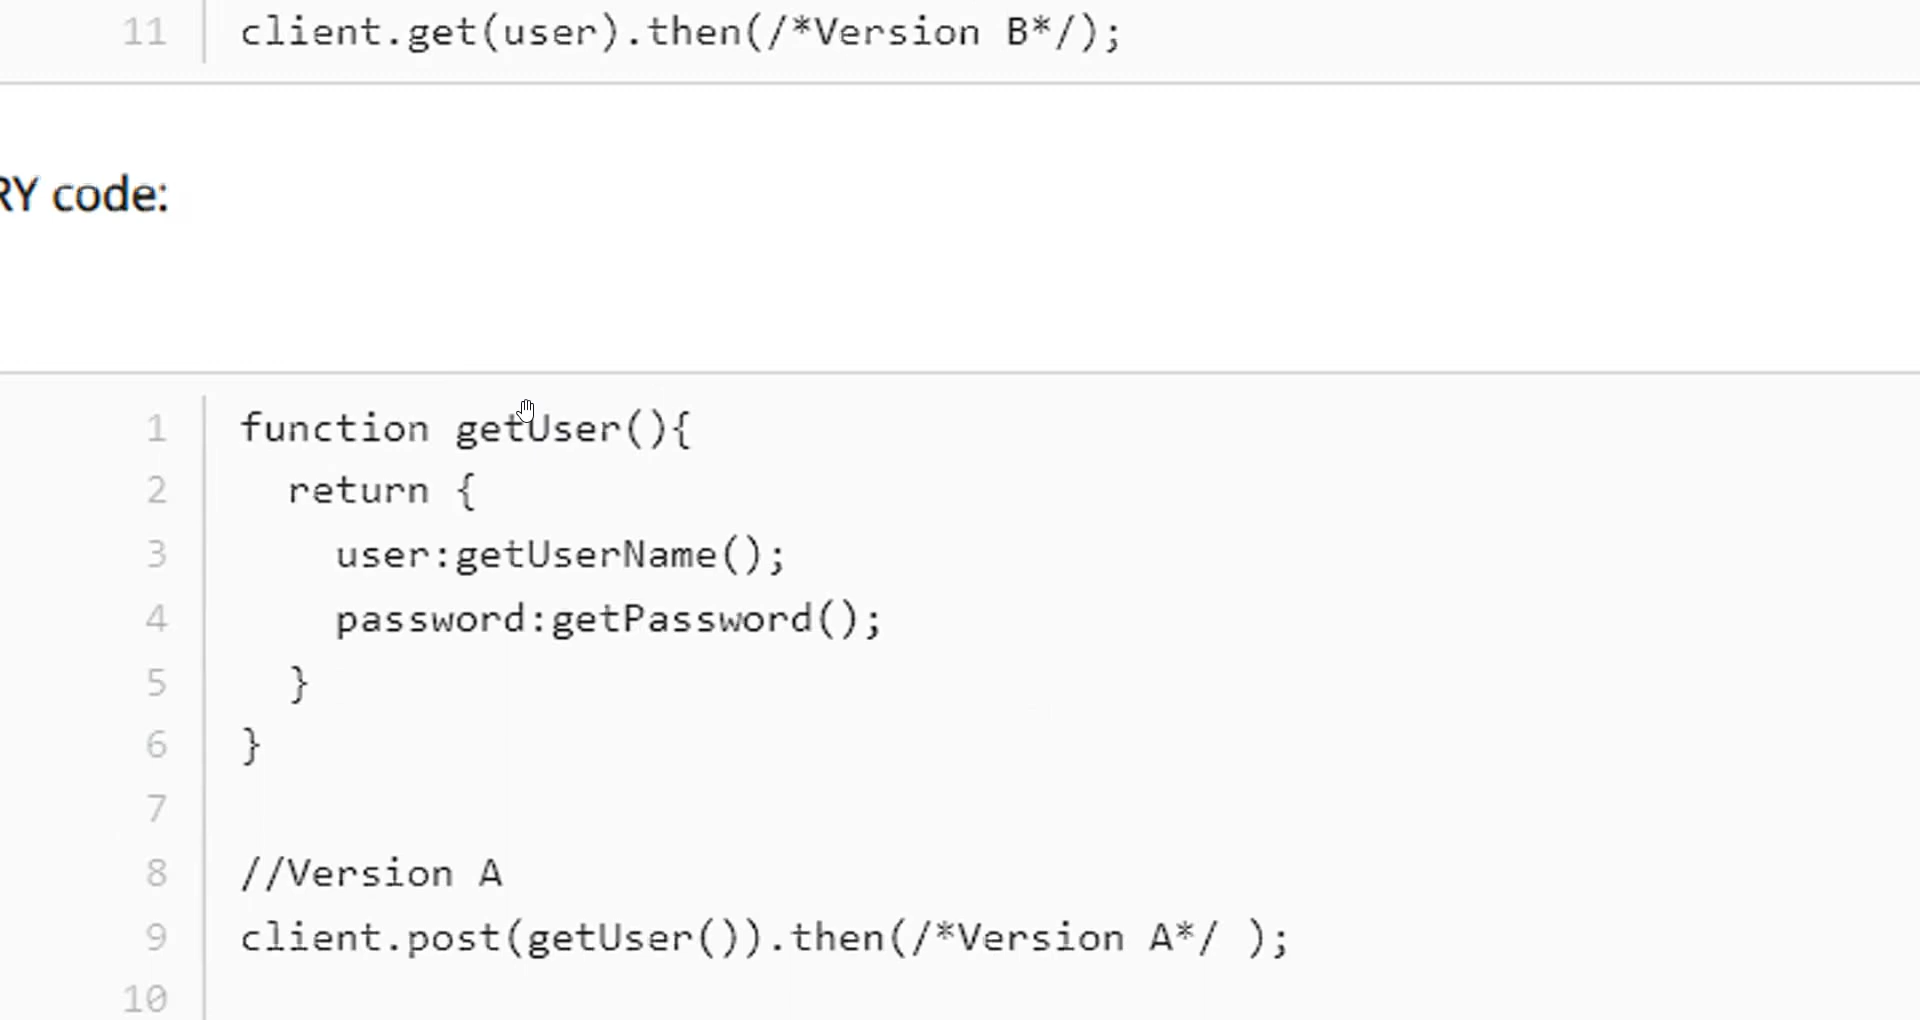 11 client.get(user).then(/*Version B*/);
RY code:
1 function getUser(){
2 return {
3 user:getUserName();
4 password:getPassword();
5 }
6 }
7
8 //Version A
9 client.post(getUser()).then(/*Version A*/ );
10